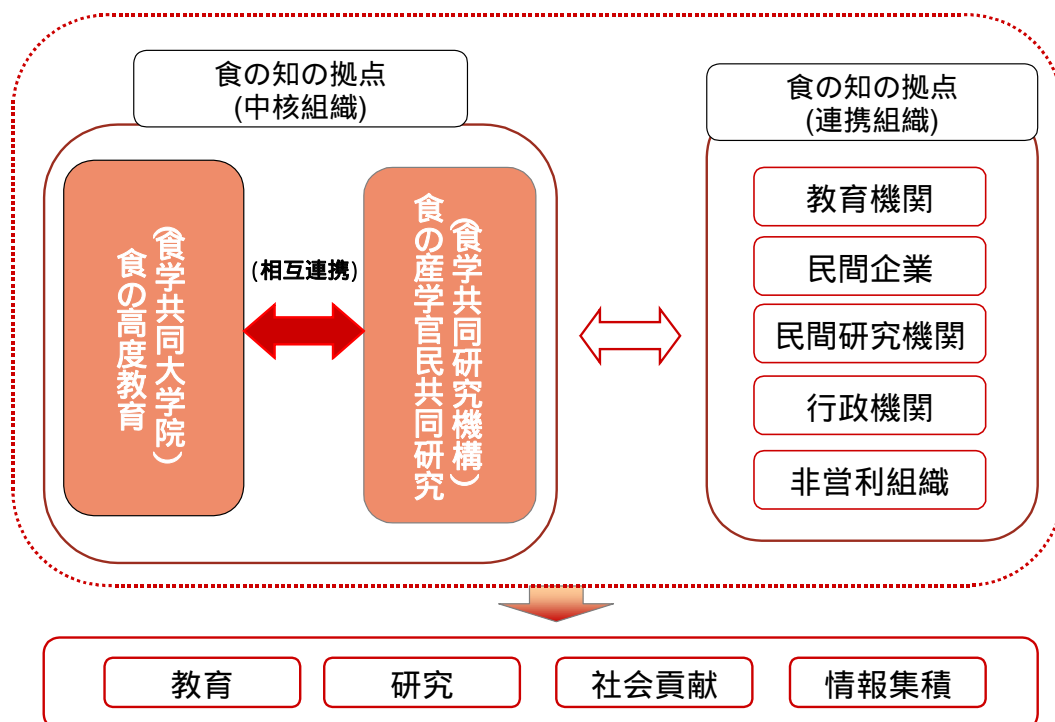 食の知の拠点
(中核組織)
食の高度教育
(食学共同大学院)
(相互連携)
食の産学官民共同研究
(食学共同研究機構)
食の知の拠点
(連携組織)
教育機関
民間企業
民間研究機関
行政機関
非営利組織
教育
研究
社会貢献
情報集積